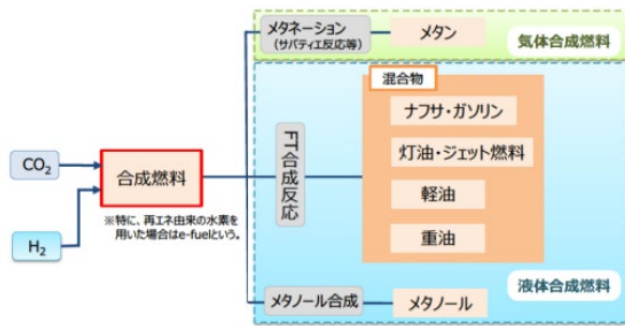 メタネーション
(サバティエ反応等)
メタン
気体合成燃料
混合物
ナフサ・ガソリン
灯油・ジェット燃料
軽油
重油
FT合成反応
CO₂
合成燃料
※特に、再エネ由来の水素を
用いた場合はe-fuelという。
H₂
液体合成燃料
メタノール合成
メタノール